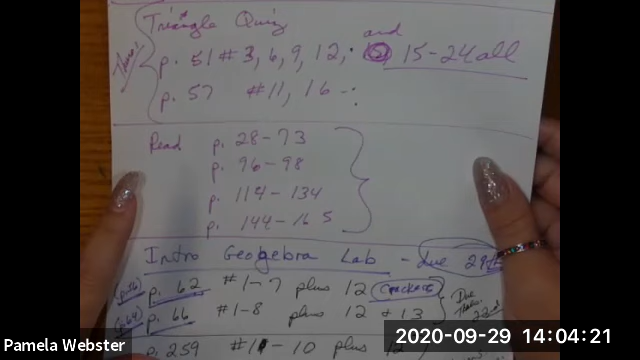 Triangle Quiz
and
p. 51 # 3, 6, 9, 12, 15-24 all
p. 57 #11, 16
Read p. 28-73
p. 96-98
p. 114-134
p. 144-165
Intro Geogebra Lab - due 29th
p. 62 #1-7 plus 12
p. 66 #1-8 plus 12 & 13
p. 259 #1 - 10 plus 12
Pamela Webster
2020-09-29 14:04:21